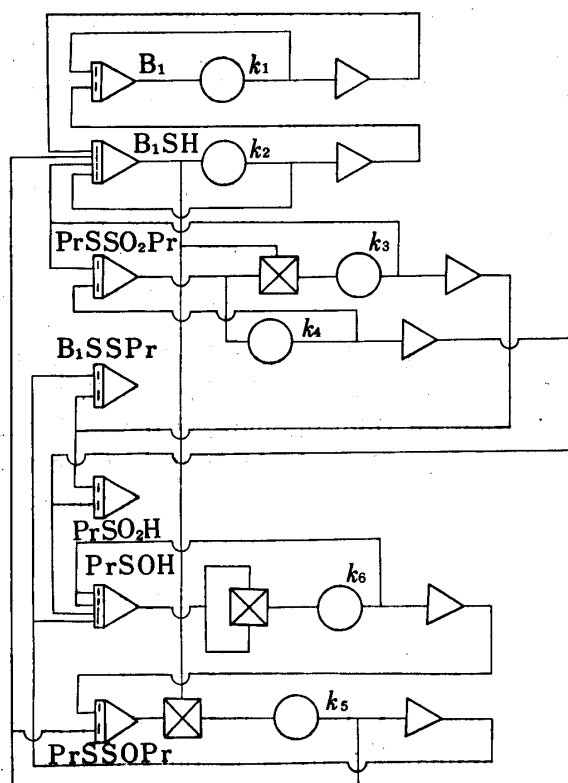 B₁ k₁
B₁SH k₂
PrSSO₂Pr k₃
k₄
B₁SSPr
PrSO₂H
PrSOH k₆
k₅
PrSSOPr